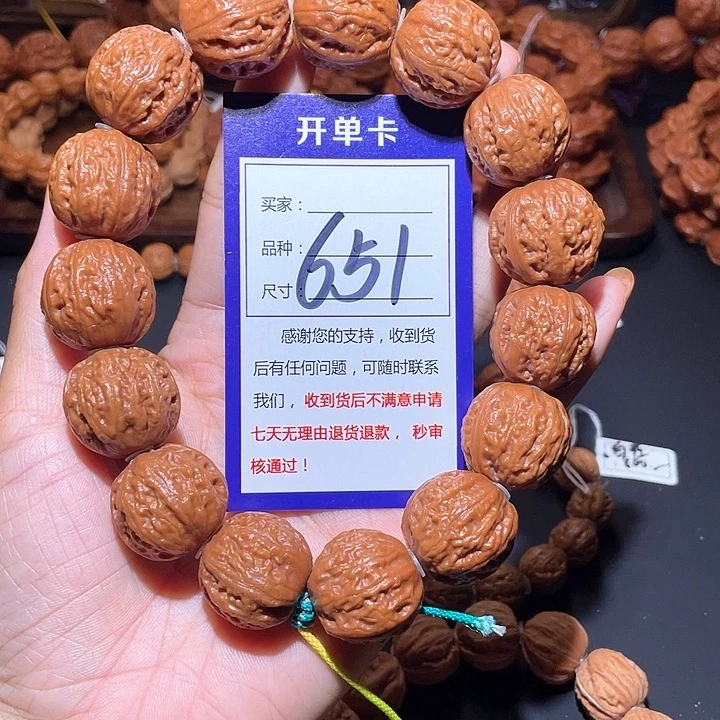 开单卡
买家：
品种：
651
尺寸：
感谢您的支持，收到货
后有任何问题，可随时联系
我们，收到货后不满意申请
七天无理由退货退款，秒审
核通过！